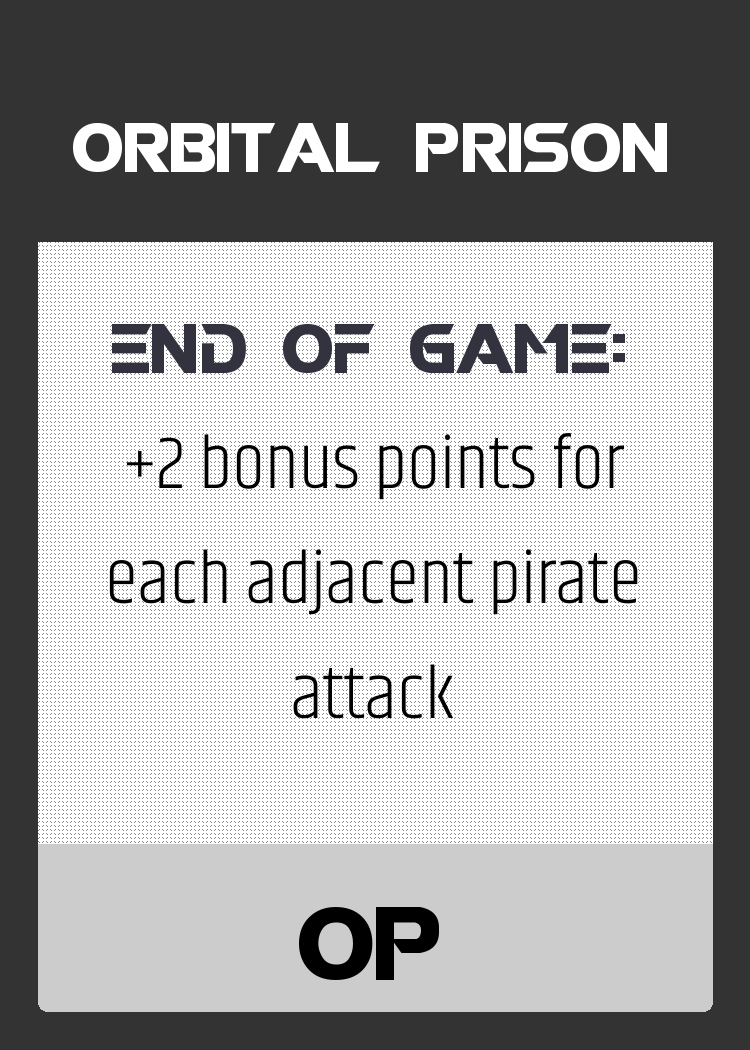 ORBITAL PRISON
END OF GAME:
+2 bonus points for
each adjacent pirate
attack
OP